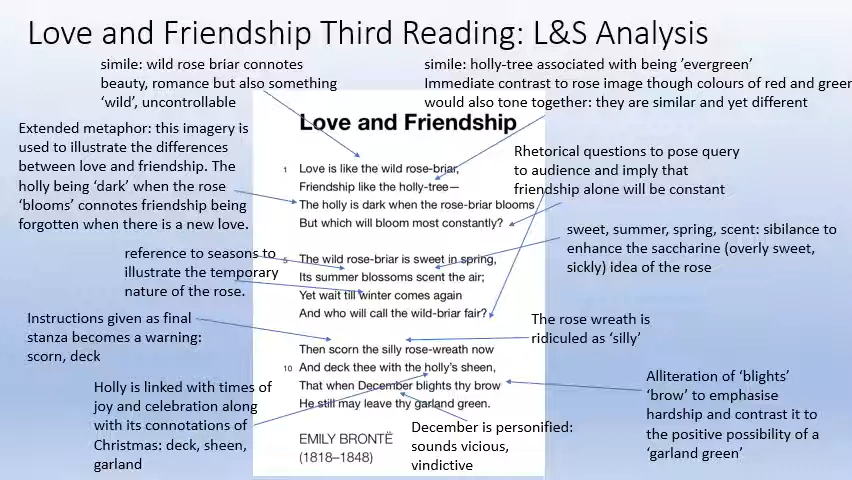 Love and Friendship Third Reading: L&S Analysis
simile: wild rose briar connotes
beauty, romance but also something
‘wild’, uncontrollable
simile: holly-tree associated with being ’evergreen’
Immediate contrast to rose image though colours of red and green
would also tone together: they are similar and yet different
Extended metaphor: this imagery is
used to illustrate the differences
between love and friendship. The
holly being ‘dark’ when the rose
‘blooms’ connotes friendship being
forgotten when there is a new love.
Love and Friendship
1 Love is like the wild rose-briar,
Friendship like the holly-tree—
The holly is dark when the rose-briar blooms
But which will bloom most constantly?
Rhetorical questions to pose query
to audience and imply that
friendship alone will be constant
reference to seasons to
illustrate the temporary
nature of the rose.
5 The wild rose-briar is sweet in spring,
Its summer blossoms scent the air;
Yet wait till winter comes again
And who will call the wild-briar fair?
sweet, summer, spring, scent: sibilance to
enhance the saccharine (overly sweet,
sickly) idea of the rose
Instructions given as final
stanza becomes a warning:
scorn, deck
The rose wreath is
ridiculed as ‘silly’
Then scorn the silly rose-wreath now
10 And deck thee with the holly’s sheen,
That when December blights thy brow
He still may leave thy garland green.
Holly is linked with times of
joy and celebration along
with its connotations of
Christmas: deck, sheen,
garland
Alliteration of ‘blights’
‘brow’ to emphasise
hardship and contrast it to
the positive possibility of a
‘garland green’
EMILY BRONTË
(1818–1848)
December is personified:
sounds vicious,
vindictive